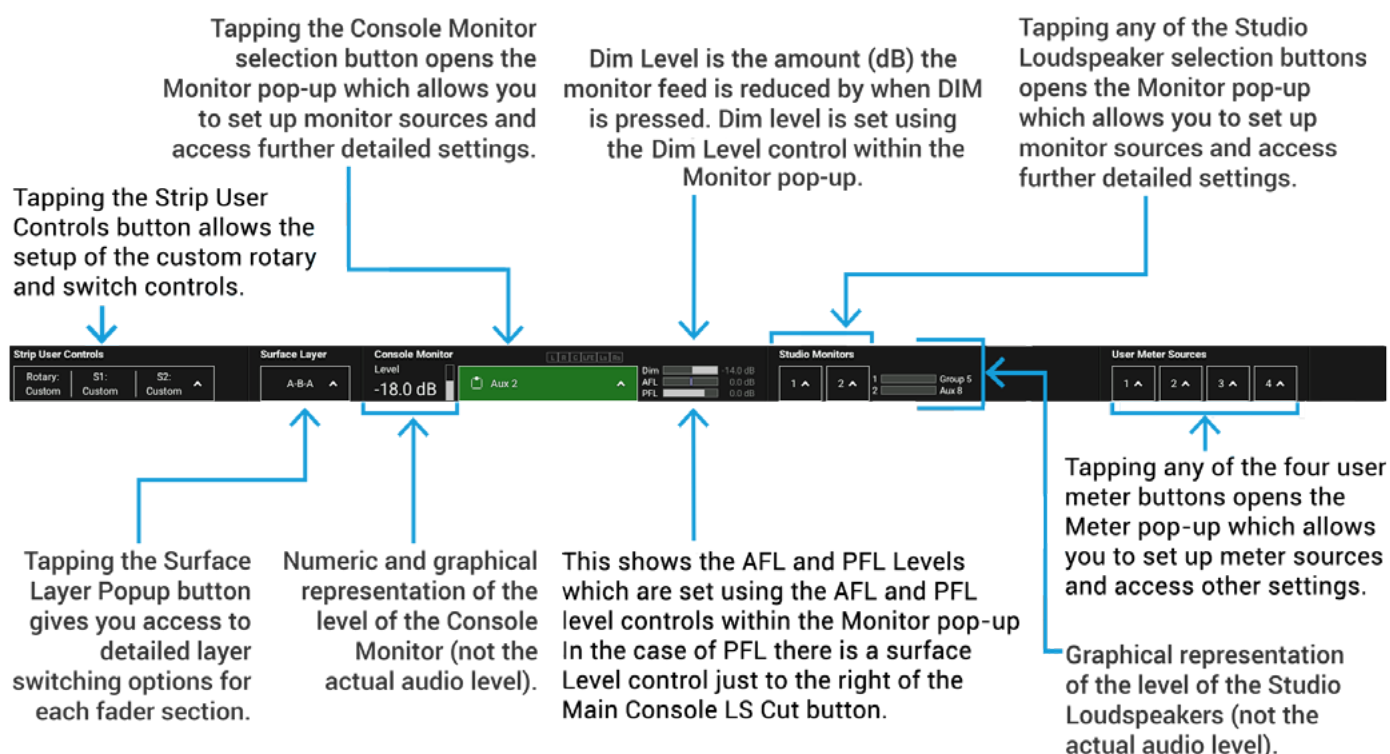 Tapping the Console Monitor
selection button opens the
Monitor pop-up which allows you
to set up monitor sources and
access further detailed settings.
Dim Level is the amount (dB) the
monitor feed is reduced by when DIM
is pressed. Dim level is set using
the Dim Level control within the
Monitor pop-up.
Tapping any of the Studio
Loudspeaker selection buttons
opens the Monitor pop-up
which allows you to set up
monitor sources and access
further detailed settings.
Tapping the Strip User
Controls button allows the
setup of the custom rotary
and switch controls.
Strip User Controls
Rotary:
Custom
S1:
Custom
S2:
Custom
Surface Layer
A-B-A
Console Monitor
Level
-18.0 dB
L R C LFE Ls Rs
Aux 2
Dim -14.0 dB
AFL 0.0 dB
PFL 0.0 dB
Studio Monitors
1
2
1 Group 5
2 Aux 8
User Meter Sources
1
2
3
4
Tapping the Surface
Layer Popup button
gives you access to
detailed layer
switching options for
each fader section.
Numeric and graphical
representation of the
level of the Console
Monitor (not the
actual audio level).
This shows the AFL and PFL Levels
which are set using the AFL and PFL
level controls within the Monitor pop-up
In the case of PFL there is a surface
Level control just to the right of the
Main Console LS Cut button.
Tapping any of the four user
meter buttons opens the
Meter pop-up which allows
you to set up meter sources
and access other settings.
Graphical representation
of the level of the Studio
Loudspeakers (not the
actual audio level).